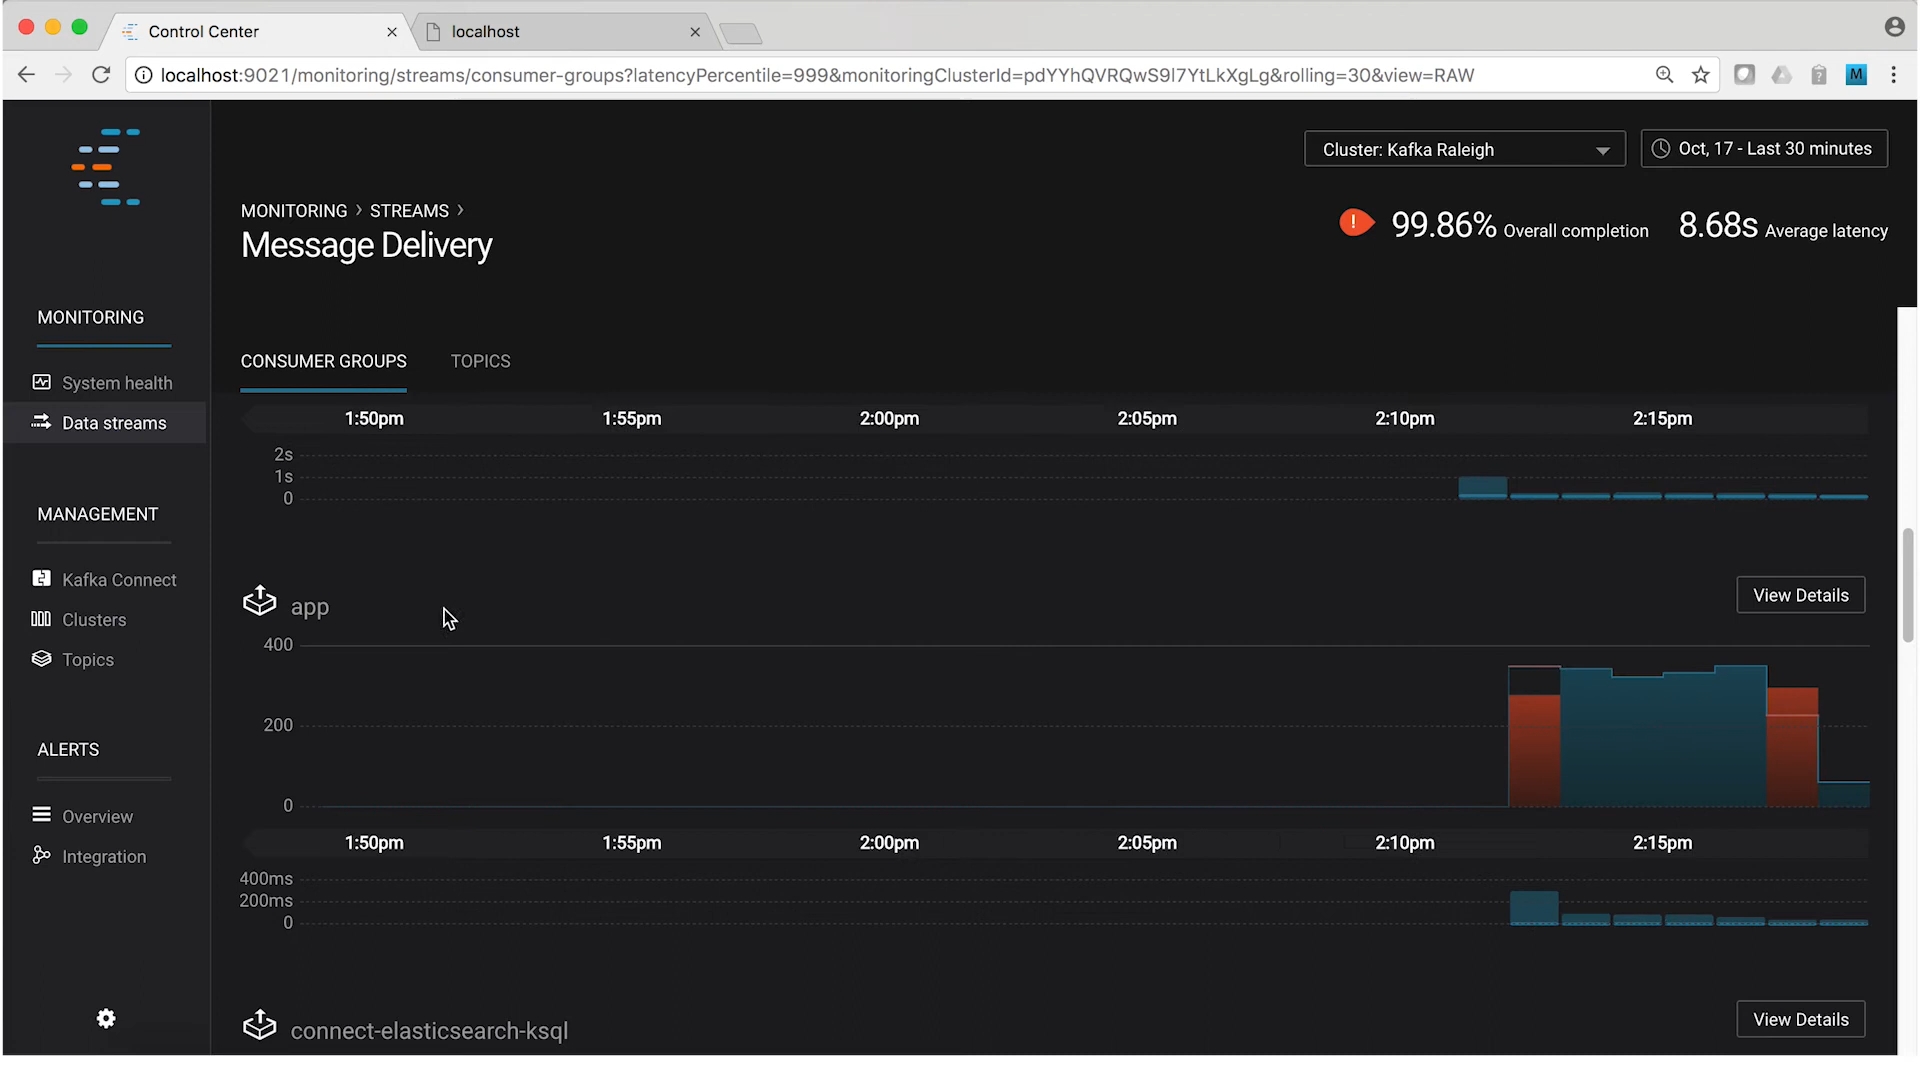 Control Center
localhost
localhost:9021/monitoring/streams/consumer-groups?latencyPercentile=999&monitoringClusterId=pdYYhQVRQwS9I7YtLkXgLg&rolling=30&view=RAW
M
Cluster: Kafka Raleigh
Oct, 17 - Last 30 minutes
MONITORING › STREAMS ›
Message Delivery
! 99.86% Overall completion 8.68s Average latency
MONITORING
System health
Data streams
MANAGEMENT
Kafka Connect
Clusters
Topics
ALERTS
Overview
Integration
CONSUMER GROUPS TOPICS
1:50pm 1:55pm 2:00pm 2:05pm 2:10pm 2:15pm
2s
1s
0
app View Details
400
200
0
1:50pm 1:55pm 2:00pm 2:05pm 2:10pm 2:15pm
400ms
200ms
0
connect-elasticsearch-ksql View Details